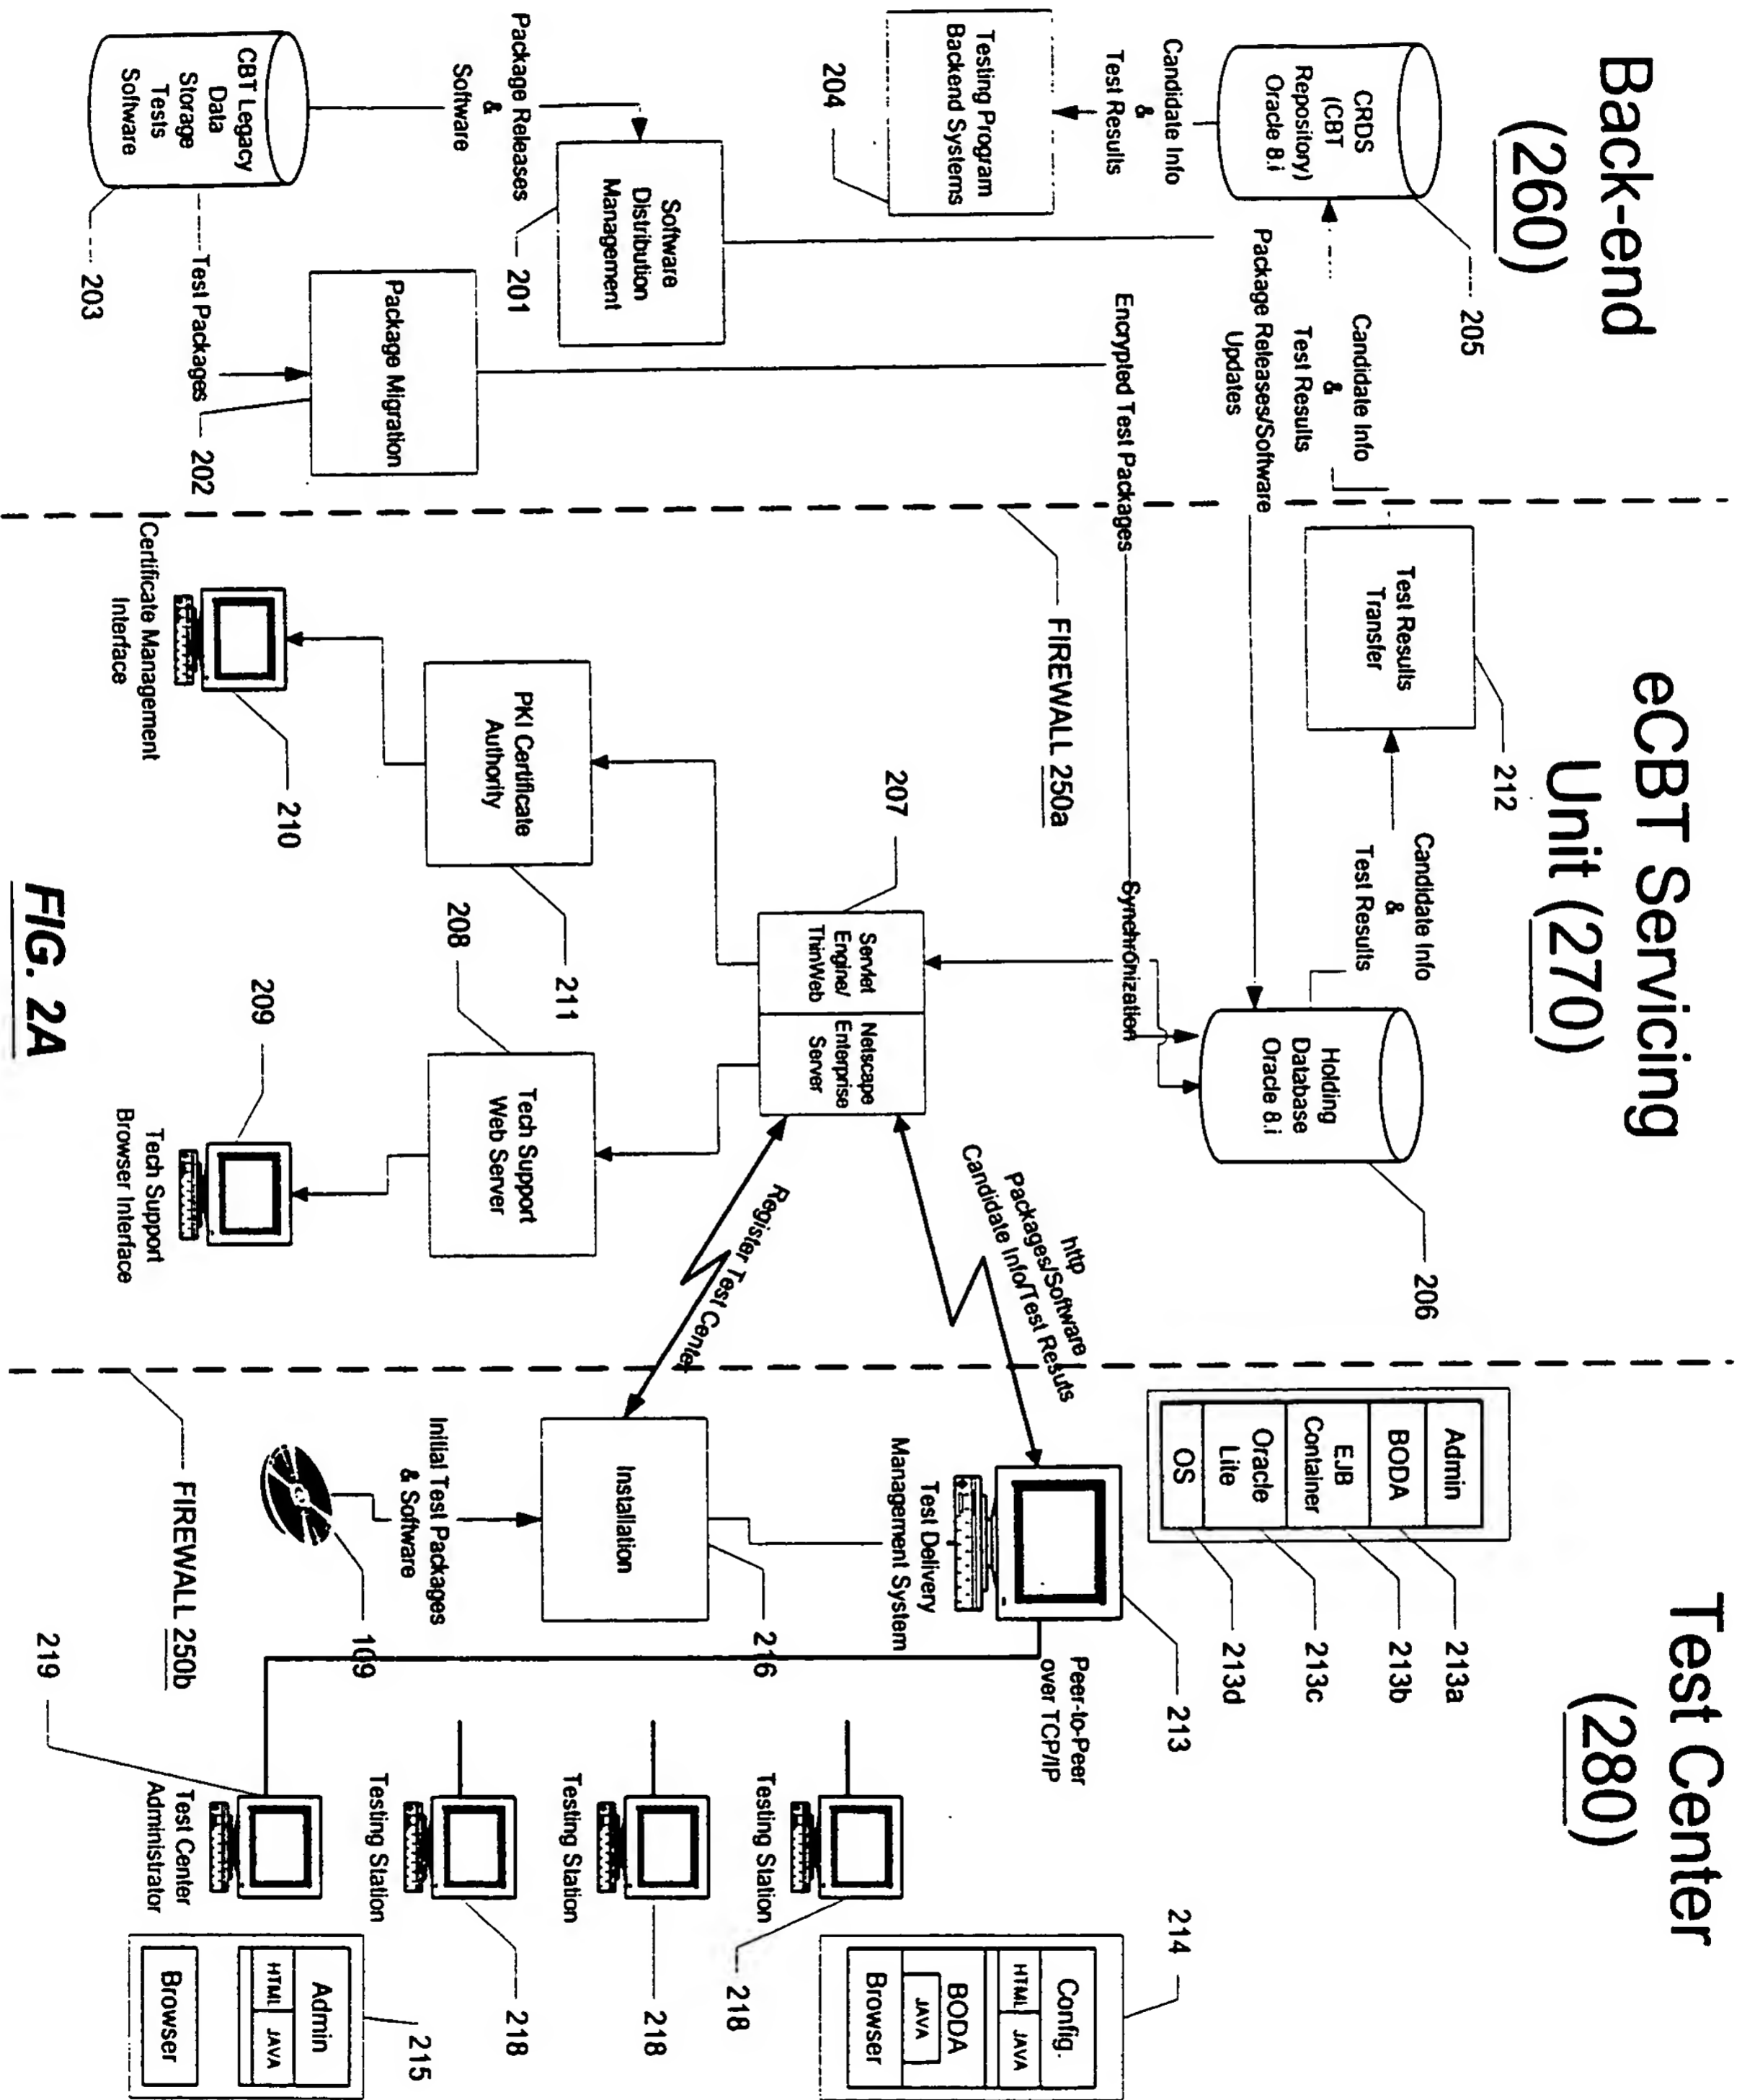 Back-end
(260)
CRDS
(CBT
Repository)
Oracle 8.i
205
Candidate Info
&
Test Results
Testing Program
Backend Systems
204
Candidate Info
&
Test Results
Package Releases/Software
Updates
Encrypted Test Packages
Software
Distribution
Management
201
Package Releases
&
Software
Package Migration
202
CBT Legacy
Data
Storage
Tests
Software
203
Test Packages
eCBT Servicing
Unit (270)
Test Results
Transfer
212
Candidate Info
&
Test Results
Holding
Database
Oracle 8.i
206
Synchronization
FIREWALL 250a
207
Servlet
Engine/
ThinWeb
Netscape
Enterprise
Server
PKI Certificate
Authority
211
210
Certificate Management
Interface
208
Tech Support
Web Server
209
Tech Support
Browser Interface
http
Packages/Software
Candidate Info/Test Resuts
Register Test Center
Test Center
(280)
Admin
BODA
EJB
Container
Oracle
Lite
OS
213a
213b
213c
213d
213
Test Delivery
Management System
Peer-to-Peer
over TCP/IP
Installation
216
Initial Test Packages
& Software
109
FIREWALL 250b
219
Testing Station
218
Testing Station
218
Testing Station
218
Test Center
Administrator
214
Config.
HTML
JAVA
BODA
JAVA
Browser
215
Admin
HTML
JAVA
Browser
FIG. 2A